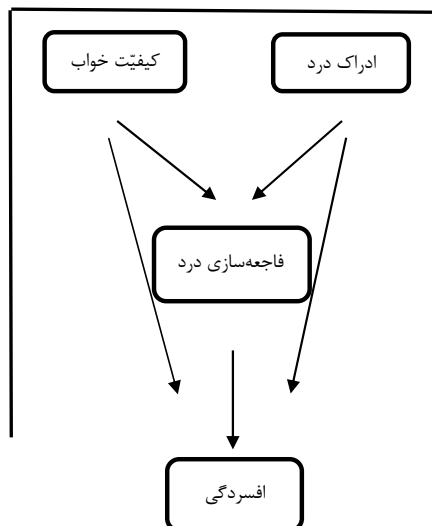 ادراک درد
کیفیّت خواب
فاجعه‌سازی درد
افسردگی